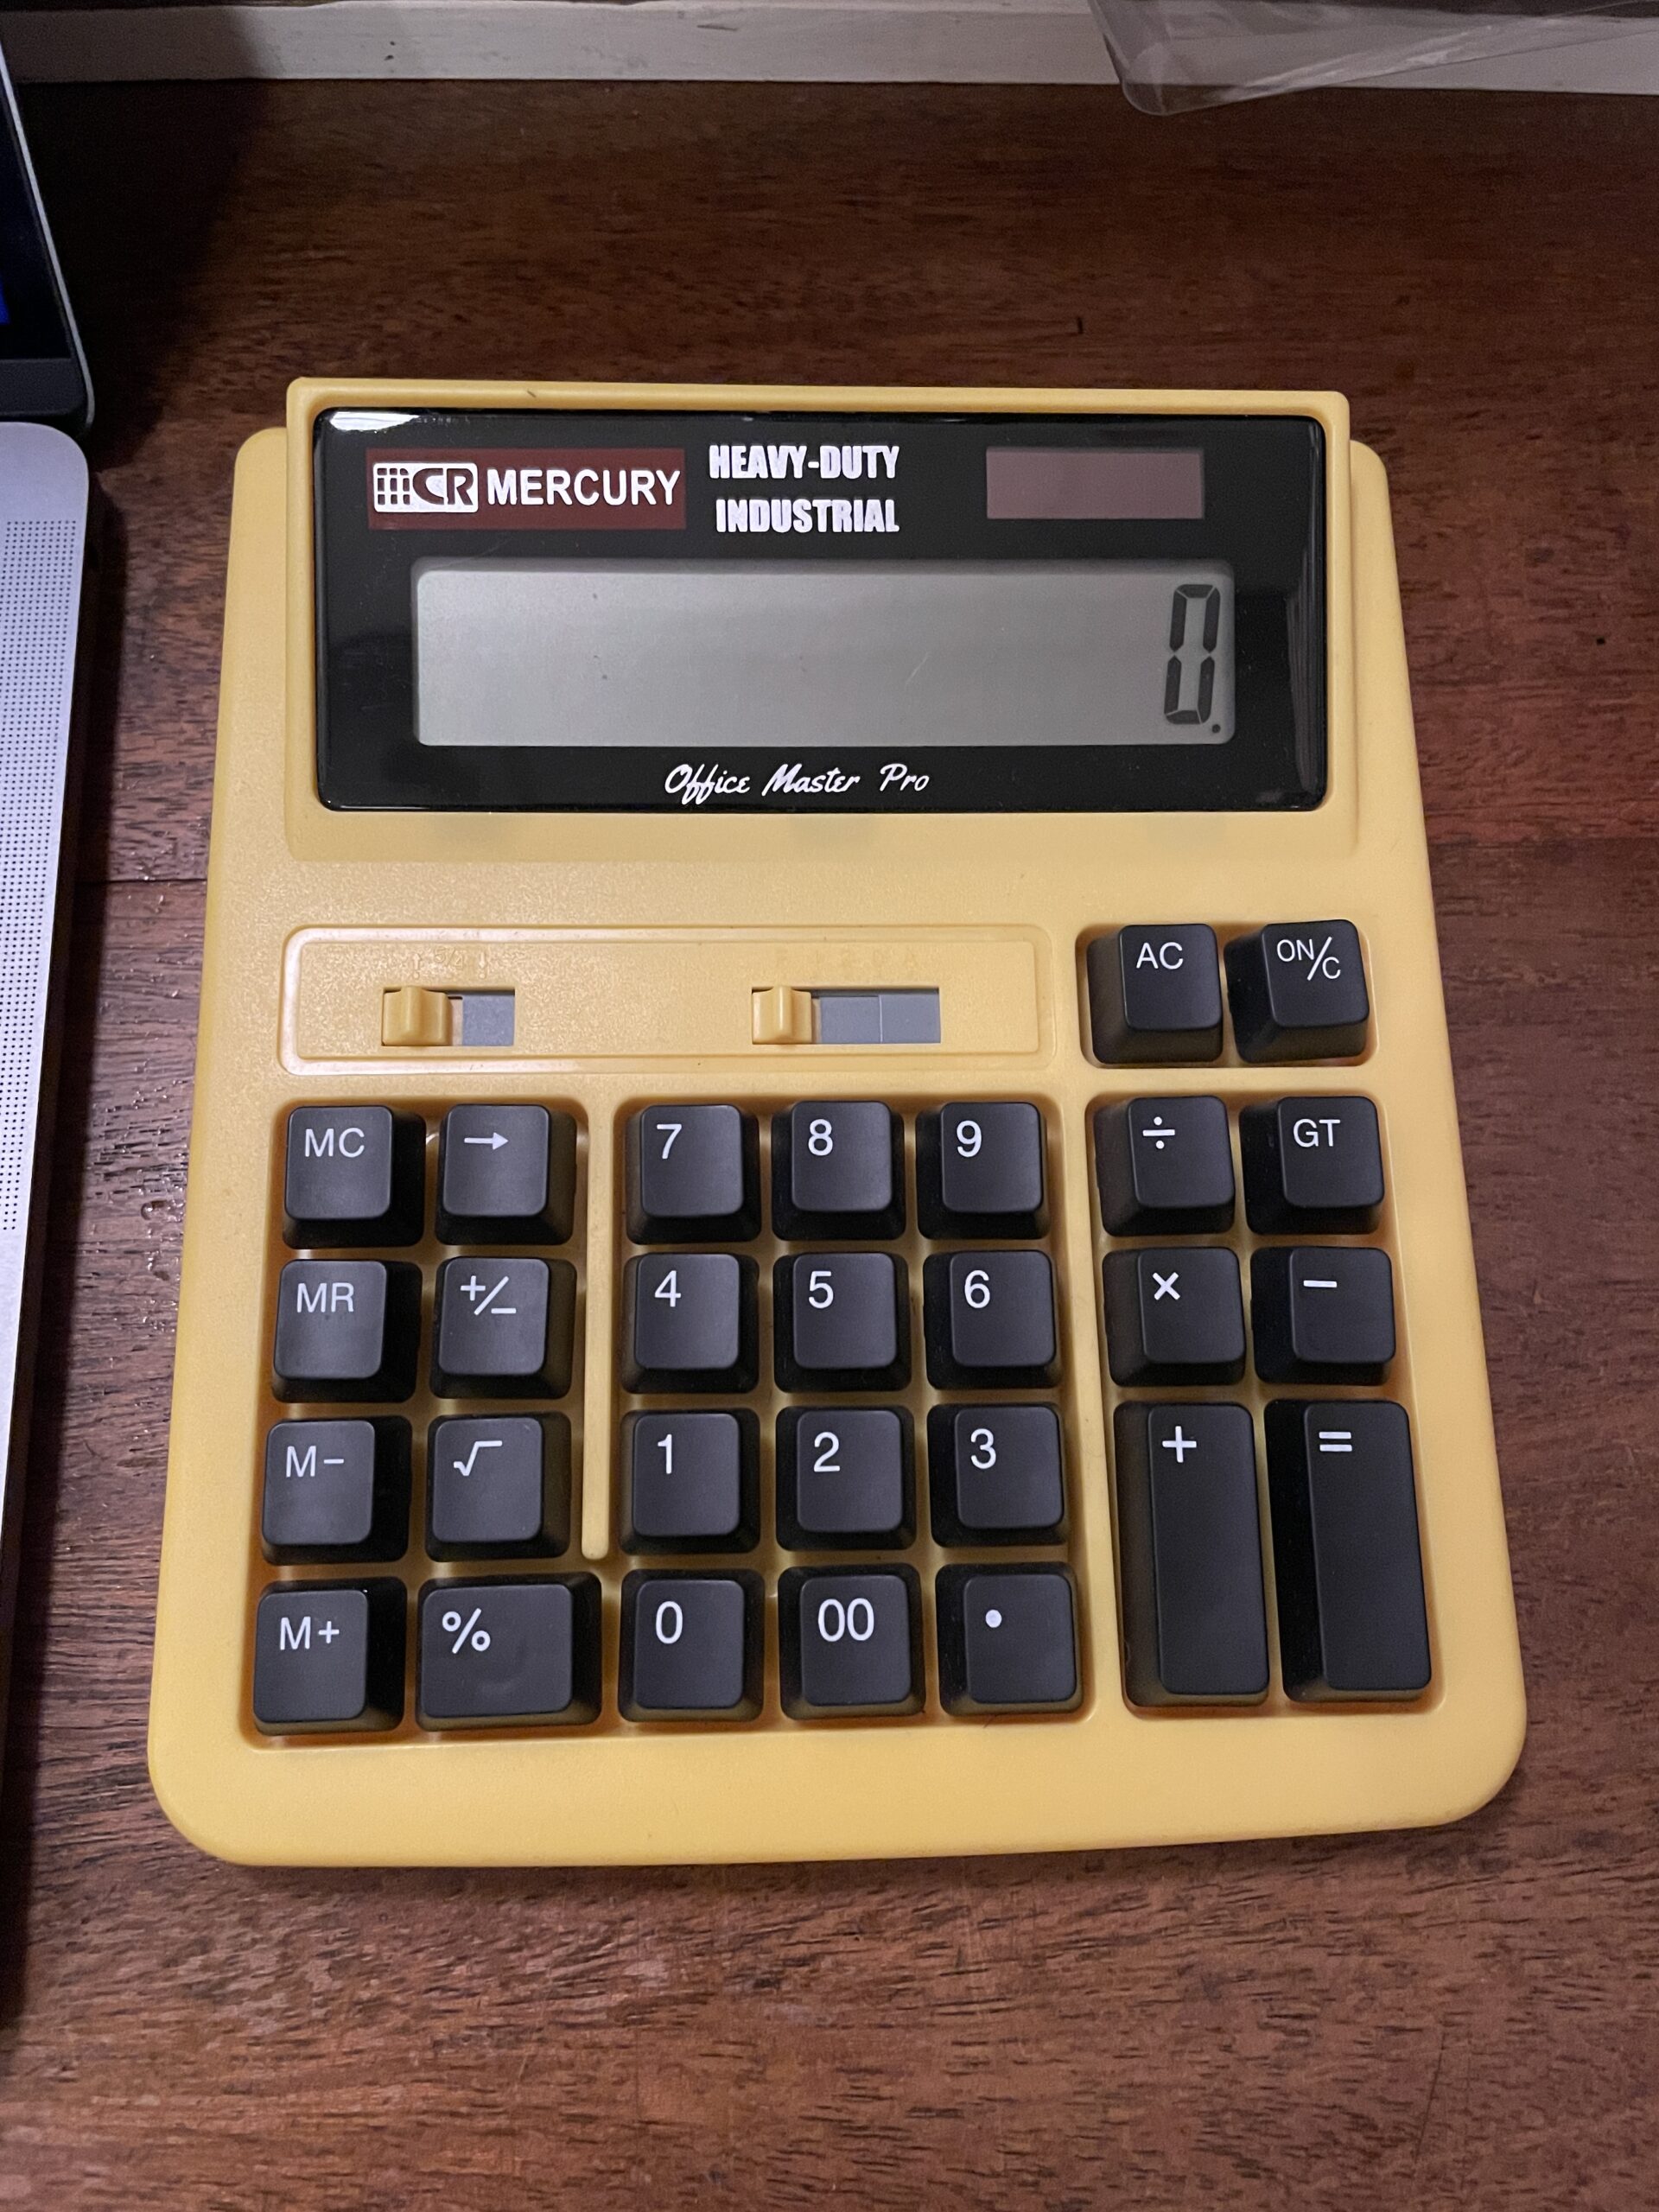 CR MERCURY
HEAVY-DUTY
INDUSTRIAL
0.
Office Master Pro
AC ON/C
MC → 7 8 9 ÷ GT
MR +/− 4 5 6 × −
M− √ 1 2 3 + =
M+ % 0 00 •